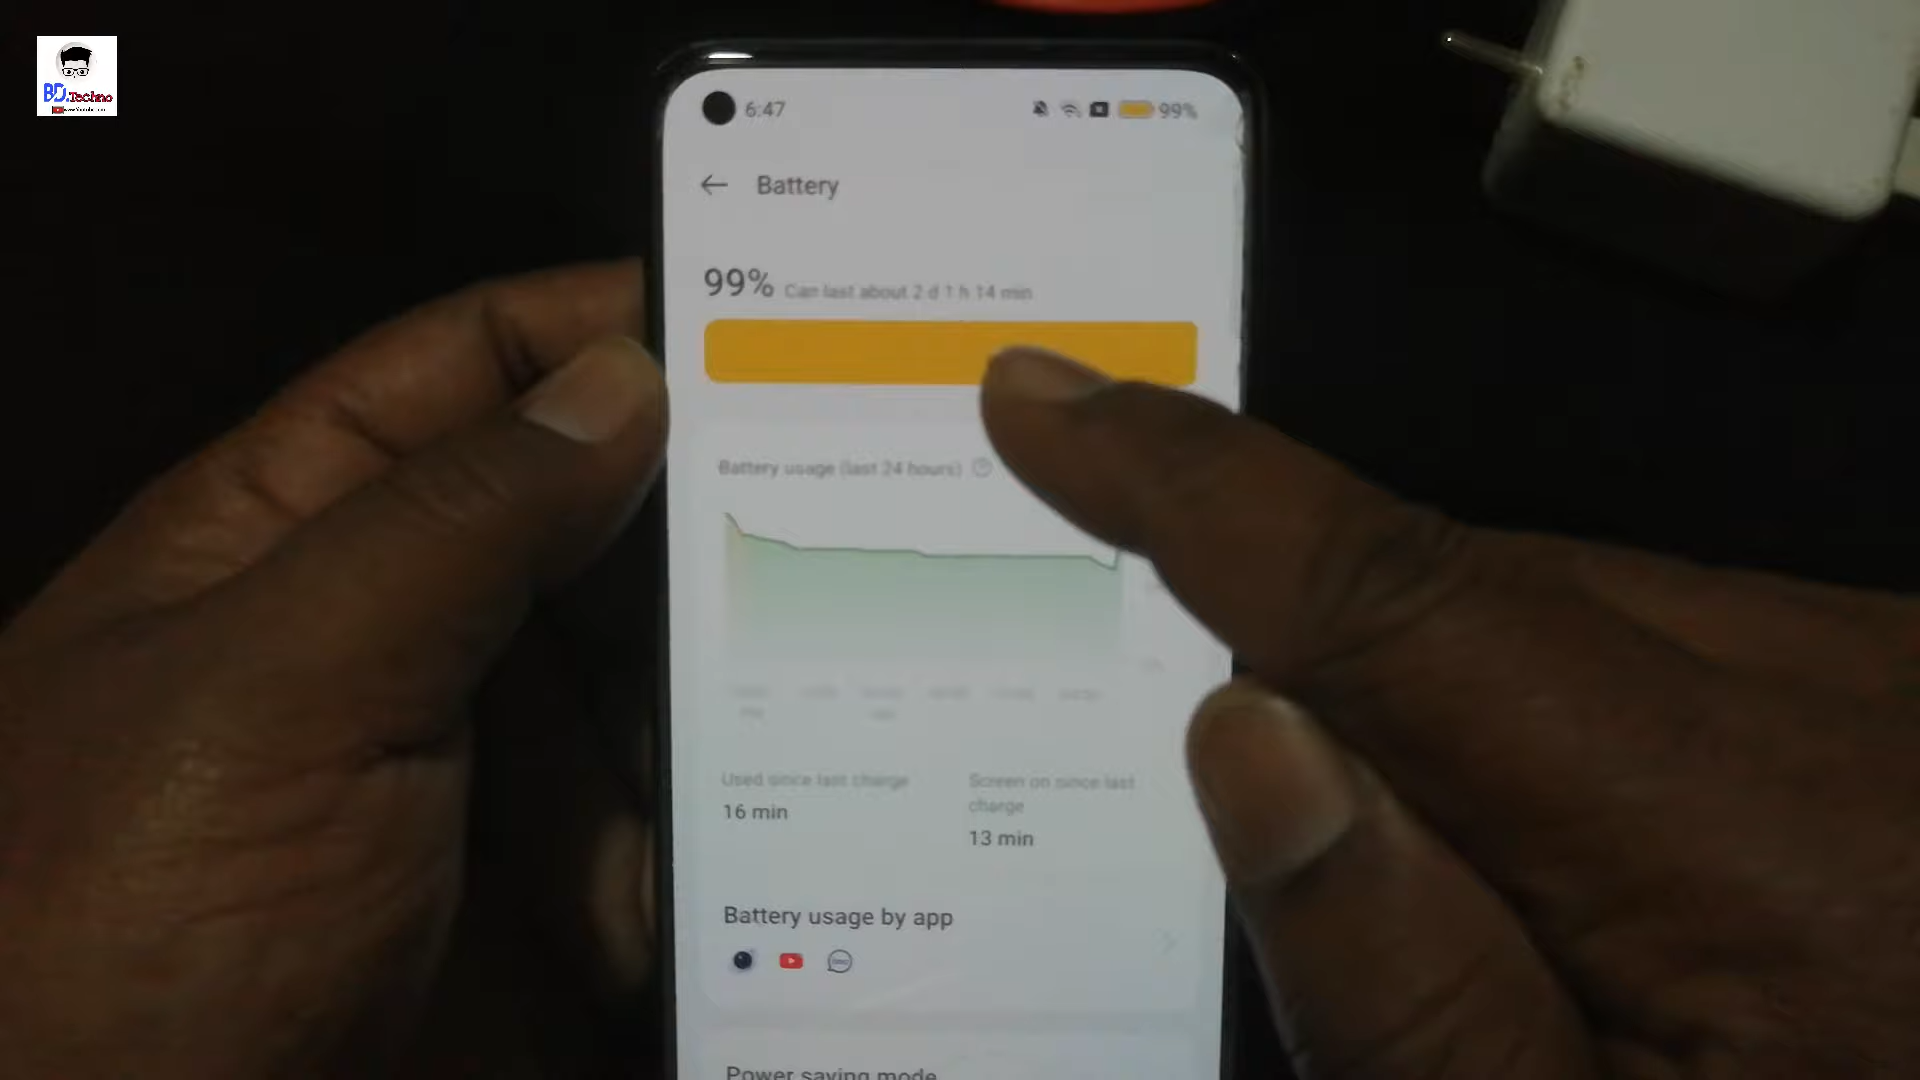 BD.Techno
6:47
99%
Battery
99% Can last about 2 d 1 h 14 min
Battery usage (last 24 hours)
Used since last charge
16 min
Screen on since last
charge
13 min
Battery usage by app
Power saving mode